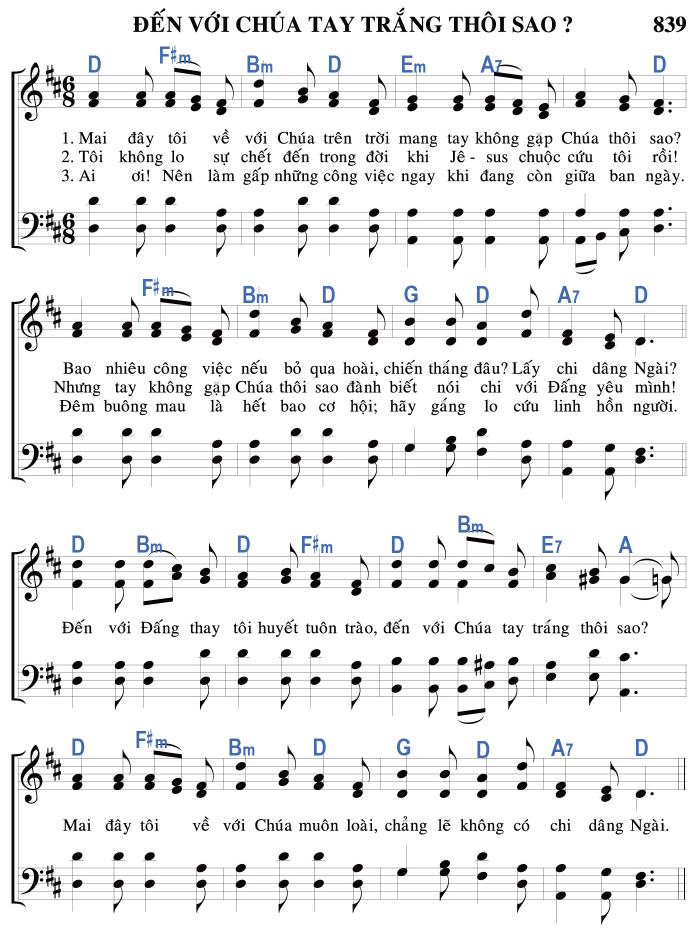 ĐẾN VỚI CHÚA TAY TRẮNG THÔI SAO ? 839
D F#m Bm D Em A7 D
6 8
1. Mai đây tôi về với Chúa trên trời mang tay không gặp Chúa thôi sao?
2. Tôi không lo sự chết đến trong đời khi Jê - sus chuộc cứu tôi rồi!
3. Ai ơi! Nên làm gấp những công việc ngay khi đang còn giữa ban ngày.
6 8
D F#m Bm D G D A7 D
Bao nhiêu công việc nếu bỏ qua hoài, chiến thắng đâu? Lấy chi dâng Ngài?
Nhưng tay không gặp Chúa thôi sao đành biết nói chi với Đấng yêu mình!
Đêm buông mau là hết bao cơ hội; hãy gắng lo cứu linh hồn người.
D Bm D F#m D Bm E7 A
Đến với Đấng thay tôi huyết tuôn trào, đến với Chúa tay trắng thôi sao?
D F#m Bm D G D A7 D
Mai đây tôi về với Chúa muôn loài, chẳng lẽ không có chi dâng Ngài.